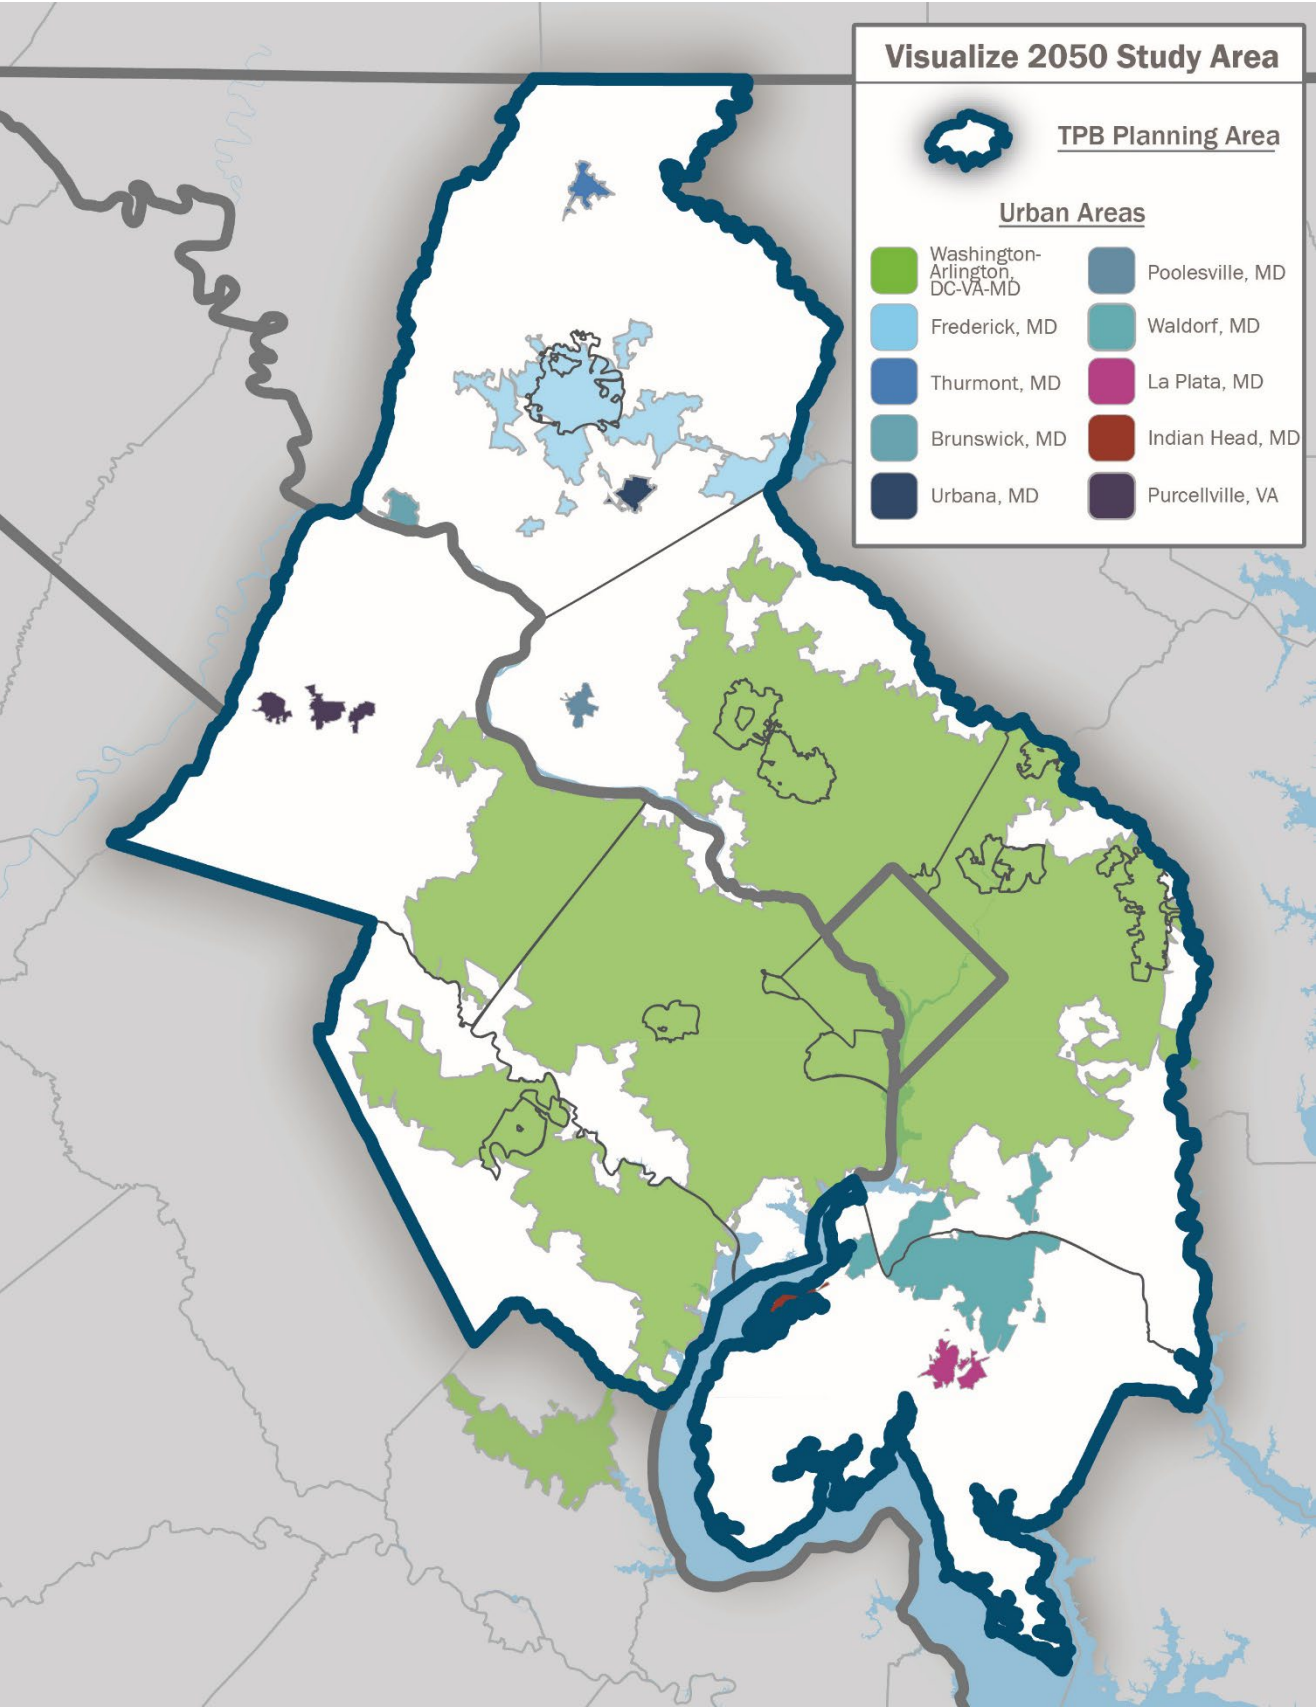 Visualize 2050 Study Area
TPB Planning Area
Urban Areas
Washington-
Arlington,
DC-VA-MD
Frederick, MD
Thurmont, MD
Brunswick, MD
Urbana, MD
Poolesville, MD
Waldorf, MD
La Plata, MD
Indian Head, MD
Purcellville, VA